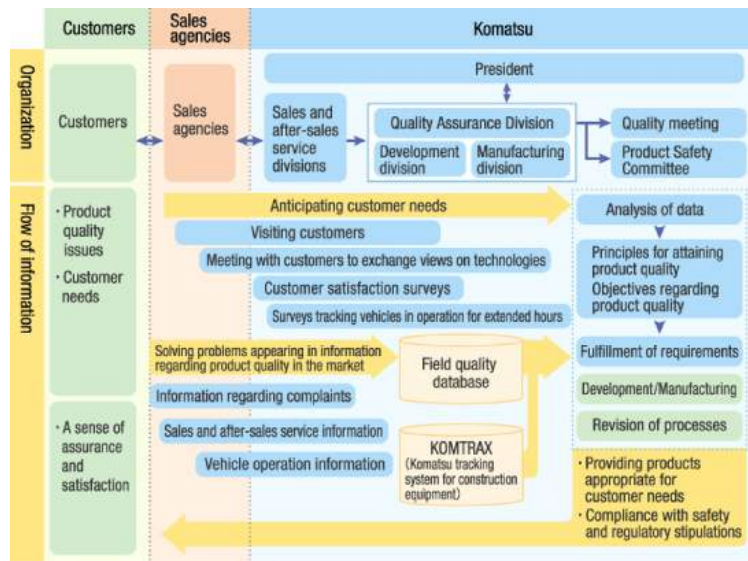 Customers
Sales
agencies
Komatsu
Organization
President
Customers
Sales
agencies
Sales and
after-sales
service
divisions
Quality Assurance Division
Development
division
Manufacturing
division
Quality meeting
Product Safety
Committee
Flow of information
・Product
quality
issues
・Customer
needs
Anticipating customer needs
Visiting customers
Meeting with customers to exchange views on technologies
Customer satisfaction surveys
Surveys tracking vehicles in operation for extended hours
Analysis of data
Principles for attaining
product quality
Objectives regarding
product quality
Fulfillment of requirements
Development/Manufacturing
Revision of processes
Solving problems appearing in information
regarding product quality in the market
Field quality
database
Information regarding complaints
Sales and after-sales service information
Vehicle operation information
KOMTRAX
(Komatsu tracking
system for construction
equipment)
・A sense of
assurance
and
satisfaction
・Providing products
appropriate for
customer needs
・Compliance with safety
and regulatory stipulations